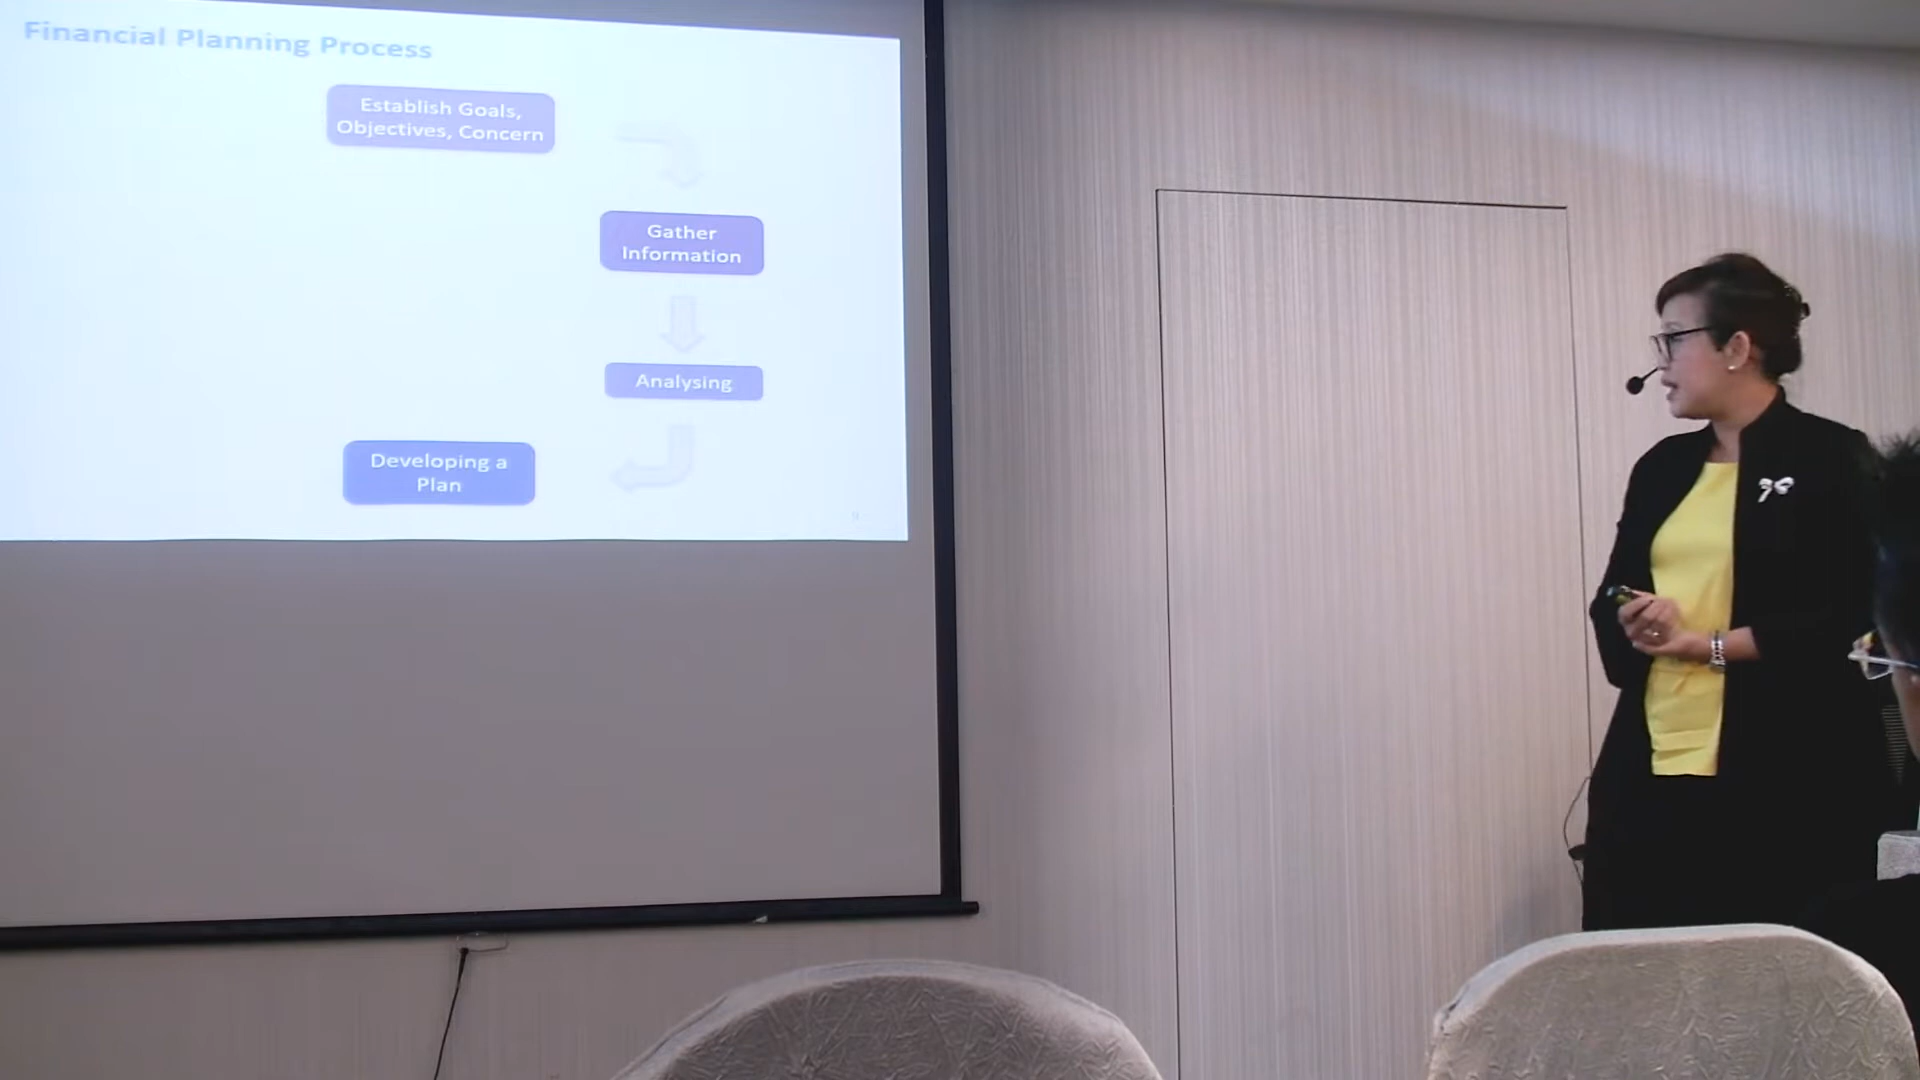 Financial Planning Process
Establish Goals,
Objectives, Concern
Gather
Information
Analysing
Developing a
Plan